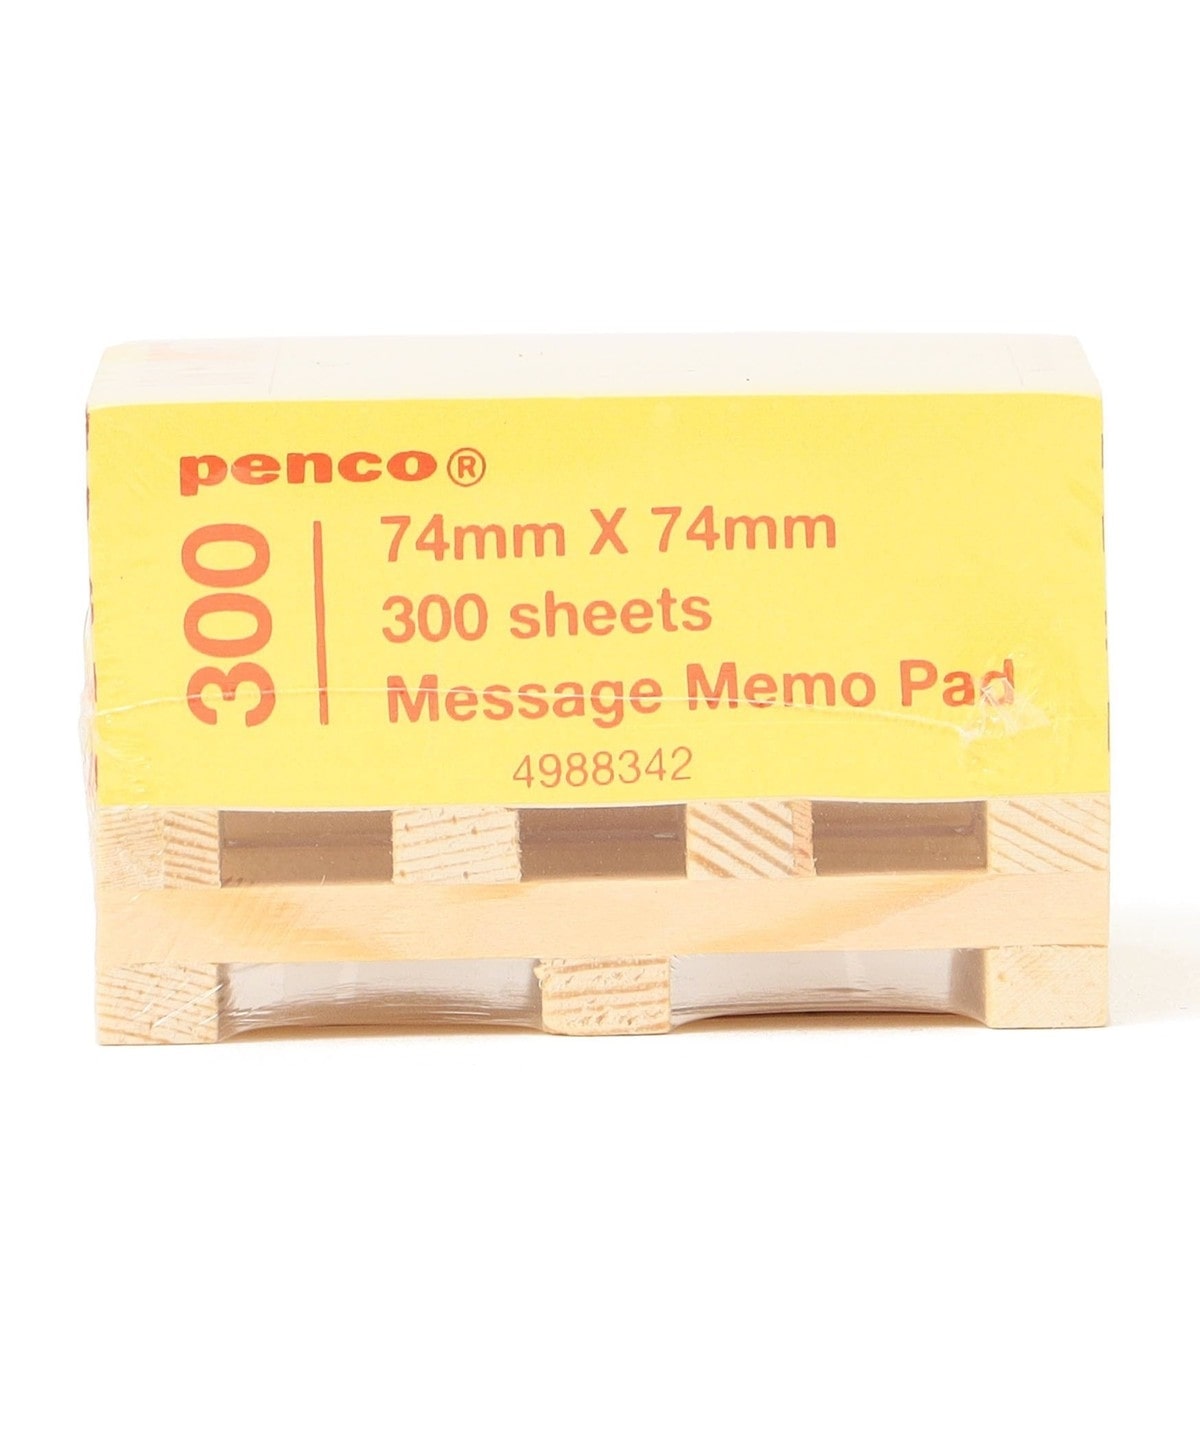 penco®
300
74mm X 74mm
300 sheets
Message Memo Pad
4988342